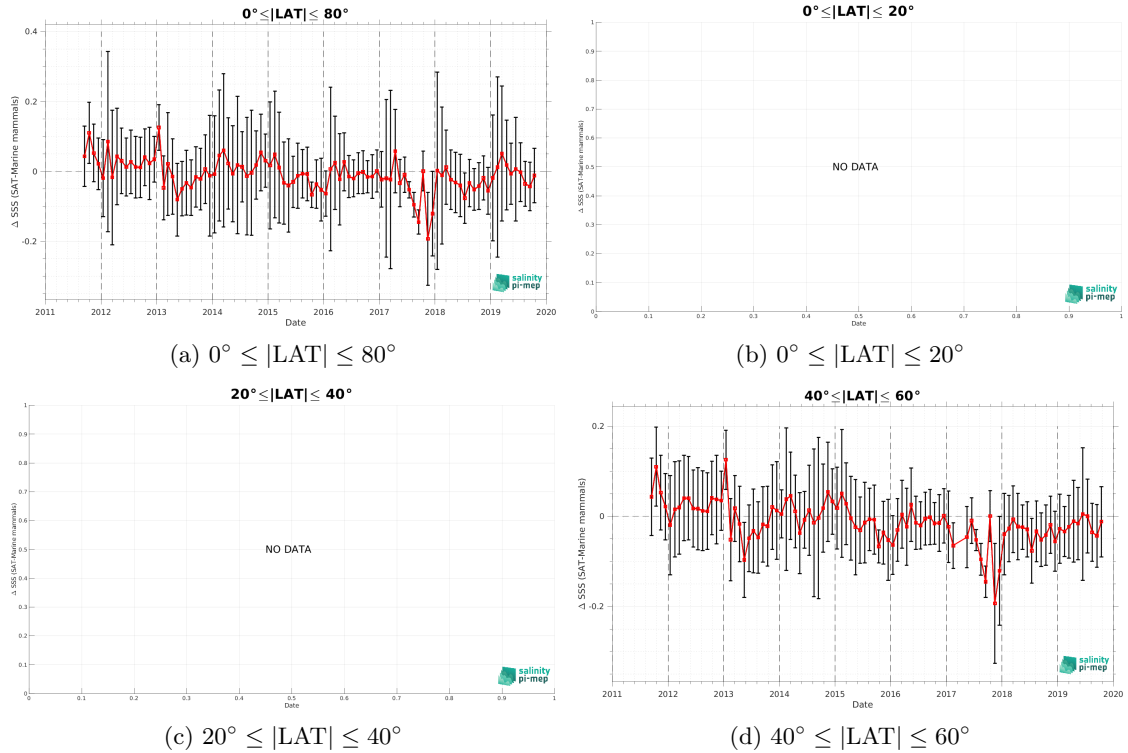 0°≤|LAT|≤ 80°
0.4
0.2
0
-0.2
Δ SSS (SAT-Marine mammals)
2011 2012 2013 2014 2015 2016 2017 2018 2019 2020
Date
salinity
pi-mep
(a) 0° ≤ |LAT| ≤ 80°
0°≤|LAT|≤ 20°
1
0.9
0.8
0.7
0.6
0.5
0.4
0.3
0.2
0.1
0
Δ SSS (SAT-Marine mammals)
NO DATA
0 0.1 0.2 0.3 0.4 0.5 0.6 0.7 0.8 0.9 1
Date
salinity
pi-mep
(b) 0° ≤ |LAT| ≤ 20°
20°≤|LAT|≤ 40°
1
0.9
0.8
0.7
0.6
0.5
0.4
0.3
0.2
0.1
0
Δ SSS (SAT-Marine mammals)
NO DATA
0 0.1 0.2 0.3 0.4 0.5 0.6 0.7 0.8 0.9 1
Date
salinity
pi-mep
(c) 20° ≤ |LAT| ≤ 40°
40°≤|LAT|≤ 60°
0.2
0
-0.2
Δ SSS (SAT-Marine mammals)
2011 2012 2013 2014 2015 2016 2017 2018 2019 2020
Date
salinity
pi-mep
(d) 40° ≤ |LAT| ≤ 60°